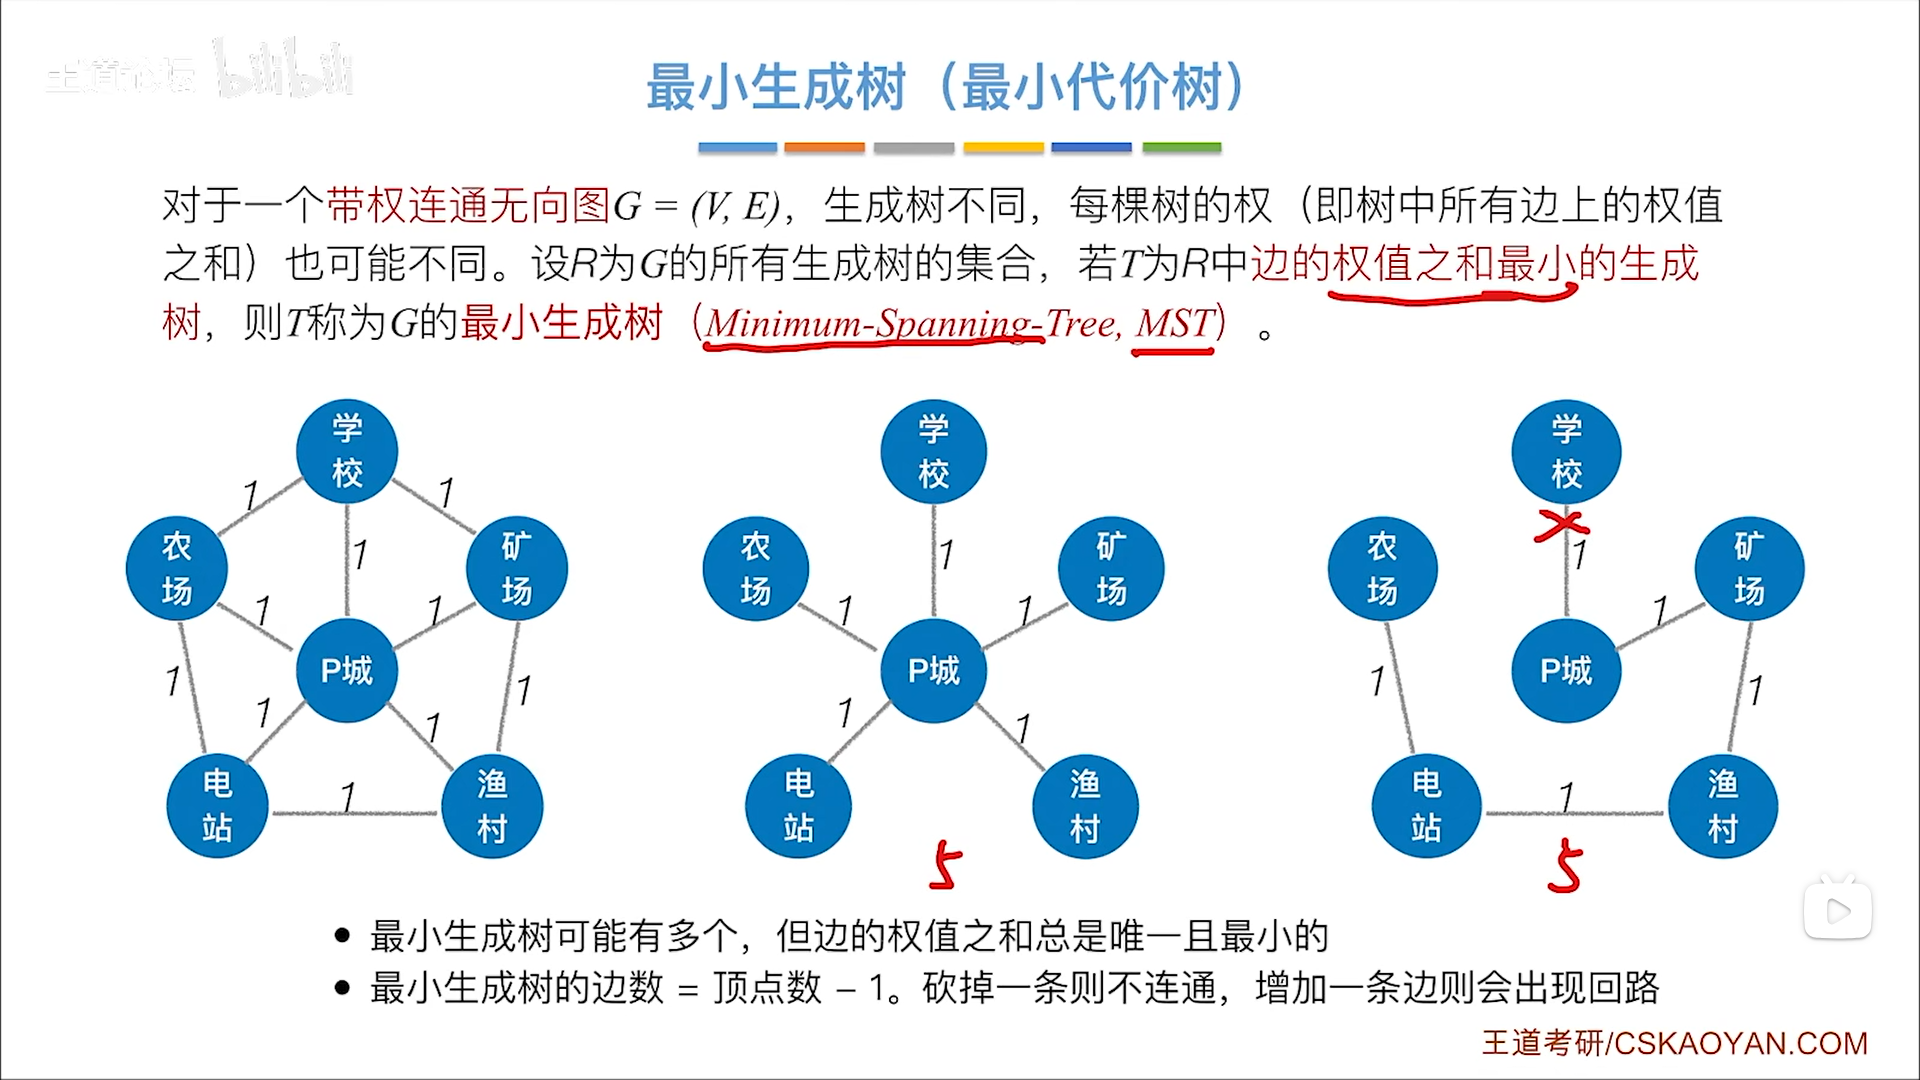 王道论坛 bilibili
最小生成树（最小代价树）
对于一个带权连通无向图G = (V, E)，生成树不同，每棵树的权（即树中所有边上的权值
之和）也可能不同。设R为G的所有生成树的集合，若T为R中边的权值之和最小的生成
树，则T称为G的最小生成树（Minimum-Spanning-Tree, MST）。
学校
1
1
农场
1
矿场
1
1
P城
1
1
1
1
电站
1
渔村
学校
农场
1
矿场
1
1
P城
1
1
电站
渔村
5
学校
农场
1
矿场
1
P城
1
1
电站
1
渔村
5
最小生成树可能有多个，但边的权值之和总是唯一且最小的
最小生成树的边数 = 顶点数 - 1。砍掉一条则不连通，增加一条边则会出现回路
王道考研/CSKAOYAN.COM